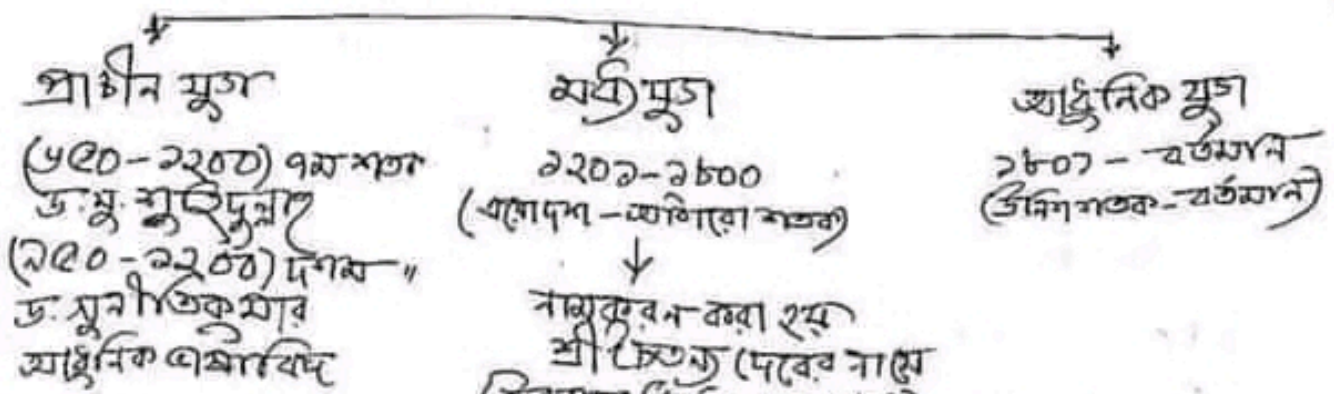 প্রাচীন যুগ
(৬৫০-১২০০) ৭ম শতক
ড. মু. শহিদুল্লাহ
(৯৫০-১২০০) দশম "
ড. সুনীতিকুমার
আধুনিক ভাষাবিদ
মধ্যযুগ
১২০১-১৮০০
(এয়োদশ - আঠারো শতক)
নামকরন করা হয়
শ্রী চৈতন্য দেবের নামে
আধুনিক যুগ
১৮০১ - বর্তমান
(উনিশ শতক - বর্তমান)